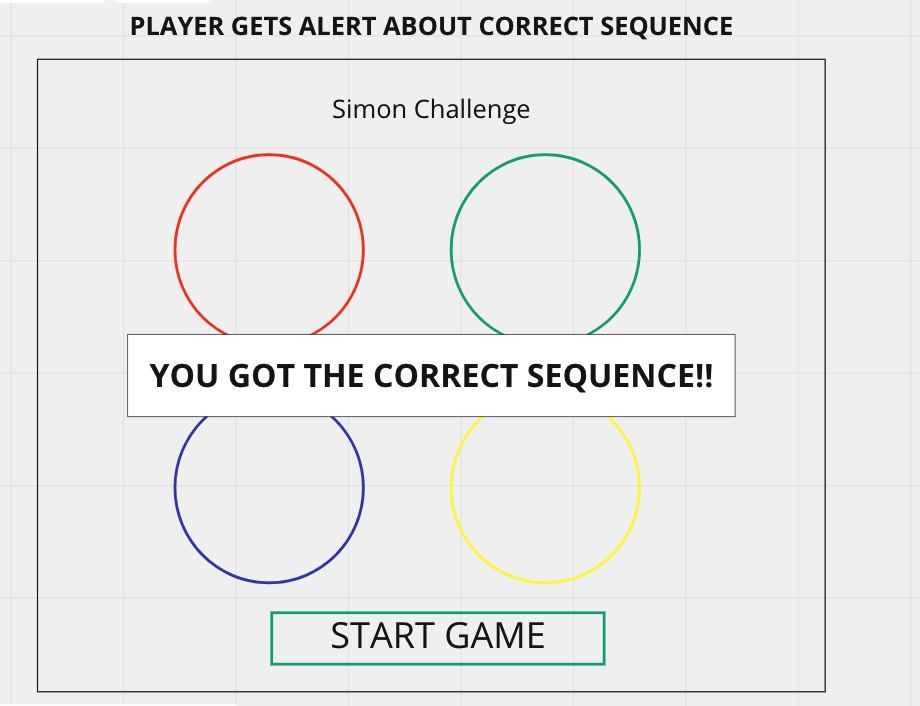 PLAYER GETS ALERT ABOUT CORRECT SEQUENCE
Simon Challenge
YOU GOT THE CORRECT SEQUENCE!!
START GAME